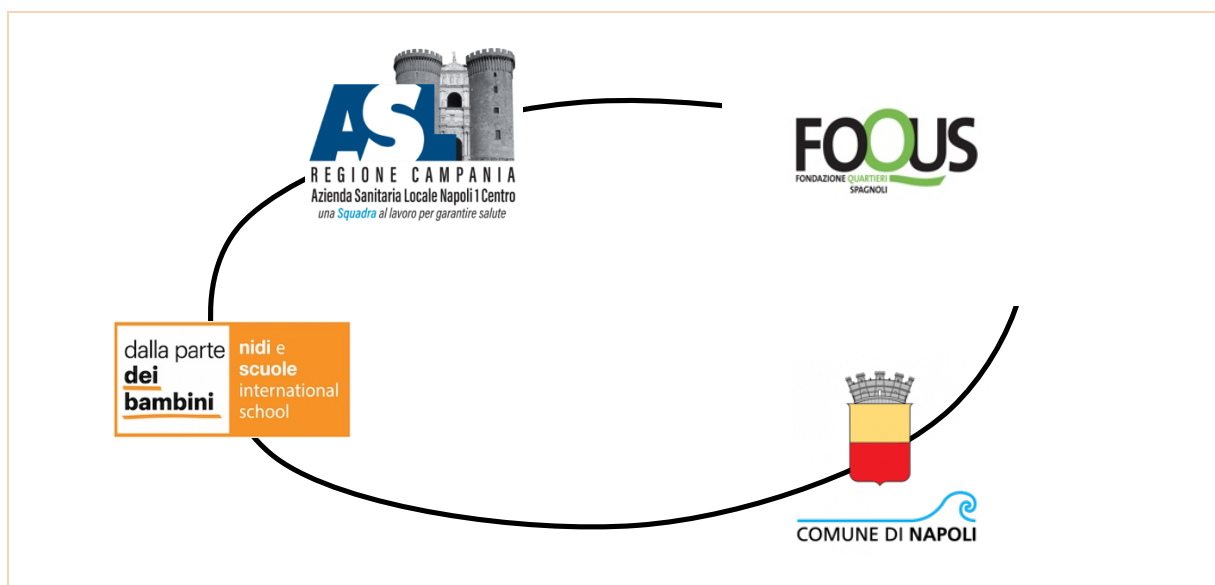 ASL
REGIONE CAMPANIA
Azienda Sanitaria Locale Napoli 1 Centro
una Squadra al lavoro per garantire salute
FOQUS
FONDAZIONE QUARTIERI
SPAGNOLI
dalla parte
dei
bambini
nidi e
scuole
international
school
COMUNE DI NAPOLI